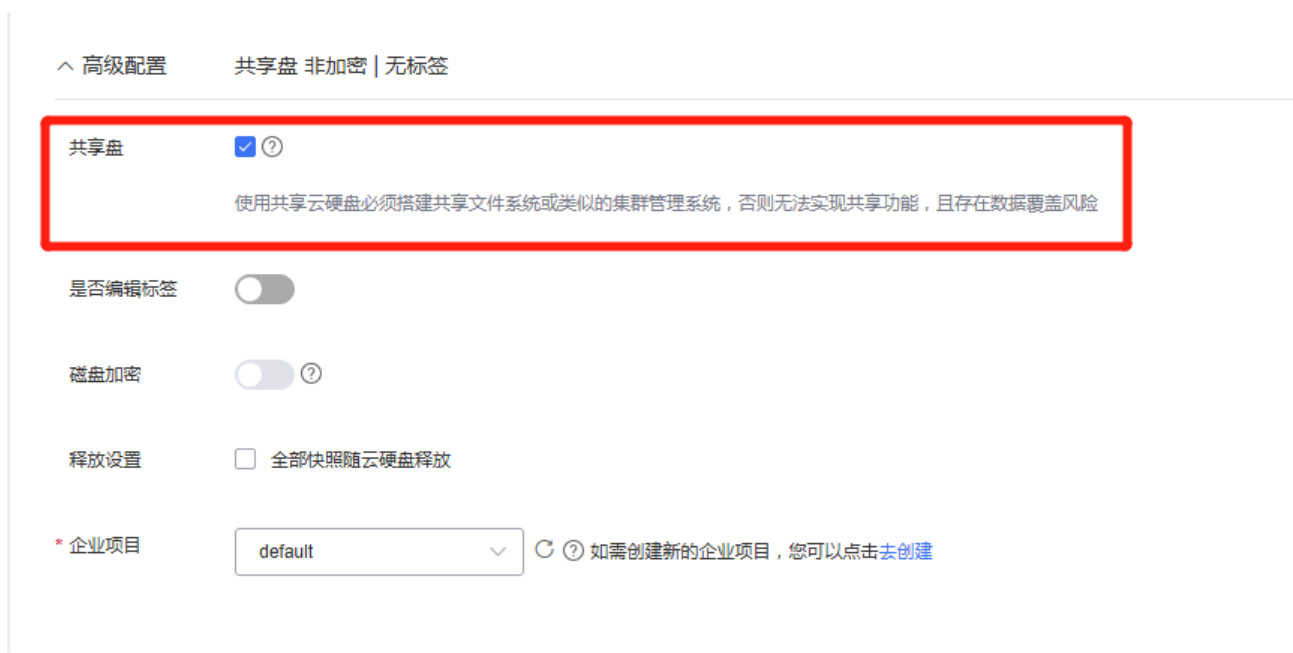 高级配置 共享盘 非加密 | 无标签
共享盘
使用共享云硬盘必须搭建共享文件系统或类似的集群管理系统，否则无法实现共享功能，且存在数据覆盖风险
是否编辑标签
磁盘加密
释放设置 全部快照随云硬盘释放
* 企业项目 default 如需创建新的企业项目，您可以点击去创建